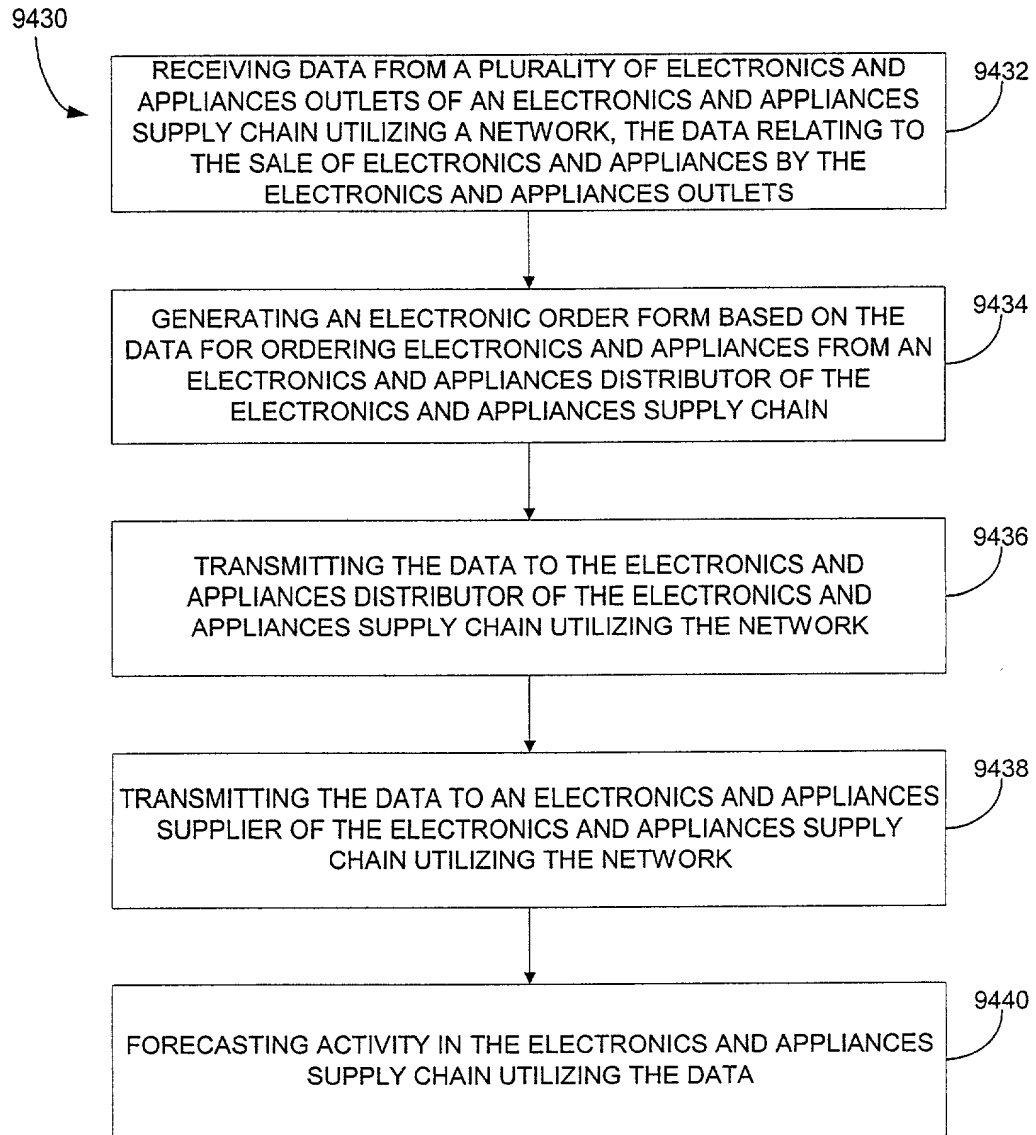 9430
RECEIVING DATA FROM A PLURALITY OF ELECTRONICS AND
APPLIANCES OUTLETS OF AN ELECTRONICS AND APPLIANCES
SUPPLY CHAIN UTILIZING A NETWORK, THE DATA RELATING TO
THE SALE OF ELECTRONICS AND APPLIANCES BY THE
ELECTRONICS AND APPLIANCES OUTLETS
9432
GENERATING AN ELECTRONIC ORDER FORM BASED ON THE
DATA FOR ORDERING ELECTRONICS AND APPLIANCES FROM AN
ELECTRONICS AND APPLIANCES DISTRIBUTOR OF THE
ELECTRONICS AND APPLIANCES SUPPLY CHAIN
9434
TRANSMITTING THE DATA TO THE ELECTRONICS AND
APPLIANCES DISTRIBUTOR OF THE ELECTRONICS AND
APPLIANCES SUPPLY CHAIN UTILIZING THE NETWORK
9436
TRANSMITTING THE DATA TO AN ELECTRONICS AND APPLIANCES
SUPPLIER OF THE ELECTRONICS AND APPLIANCES SUPPLY
CHAIN UTILIZING THE NETWORK
9438
FORECASTING ACTIVITY IN THE ELECTRONICS AND APPLIANCES
SUPPLY CHAIN UTILIZING THE DATA
9440